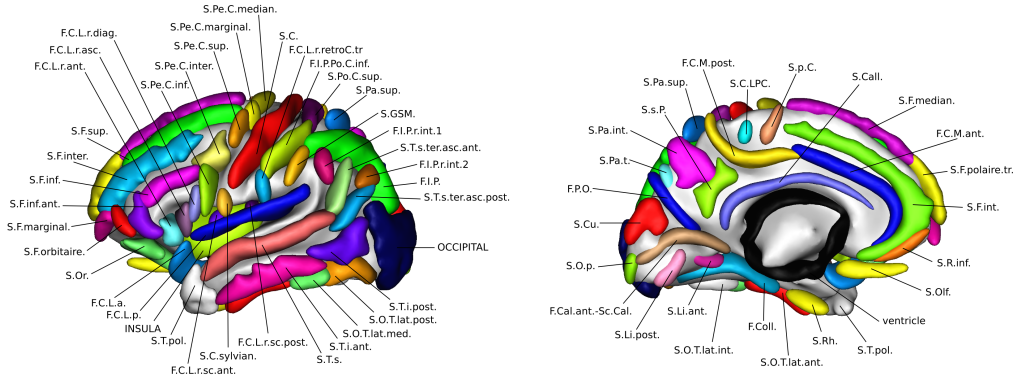 S.Pe.C.median.
S.Pe.C.marginal.
F.C.L.r.diag.
S.C.
S.Pe.C.sup.
F.C.L.r.asc.
F.C.L.r.retroC.tr
F.C.L.r.ant.
S.Pe.C.inter.
F.I.P.Po.C.inf.
S.Pe.C.inf.
S.Po.C.sup.
S.Pa.sup.
S.GSM.
S.F.sup.
F.I.P.r.int.1
S.T.s.ter.asc.ant.
S.F.inter.
F.I.P.r.int.2
S.F.inf.
F.I.P.
S.F.inf.ant.
S.T.s.ter.asc.post.
S.F.marginal.
S.F.orbitaire.
OCCIPITAL
S.Or.
F.C.L.a.
F.C.L.p.
INSULA
S.T.pol.
S.C.sylvian.
F.C.L.r.sc.ant.
F.C.L.r.sc.post.
S.T.s.
S.T.i.ant.
S.O.T.lat.med.
S.O.T.lat.post.
S.T.i.post.
F.C.M.post.
S.p.C.
S.Pa.sup.
S.C.LPC.
S.Call.
S.s.P.
S.F.median.
S.Pa.int.
F.C.M.ant.
S.Pa.t.
S.F.polaire.tr.
F.P.O.
S.F.int.
S.Cu.
S.O.p.
S.R.inf.
S.Olf.
F.Cal.ant.-Sc.Cal.
S.Li.ant.
ventricle
S.Li.post.
F.Coll.
S.Rh.
S.O.T.lat.int.
S.T.pol.
S.O.T.lat.ant.